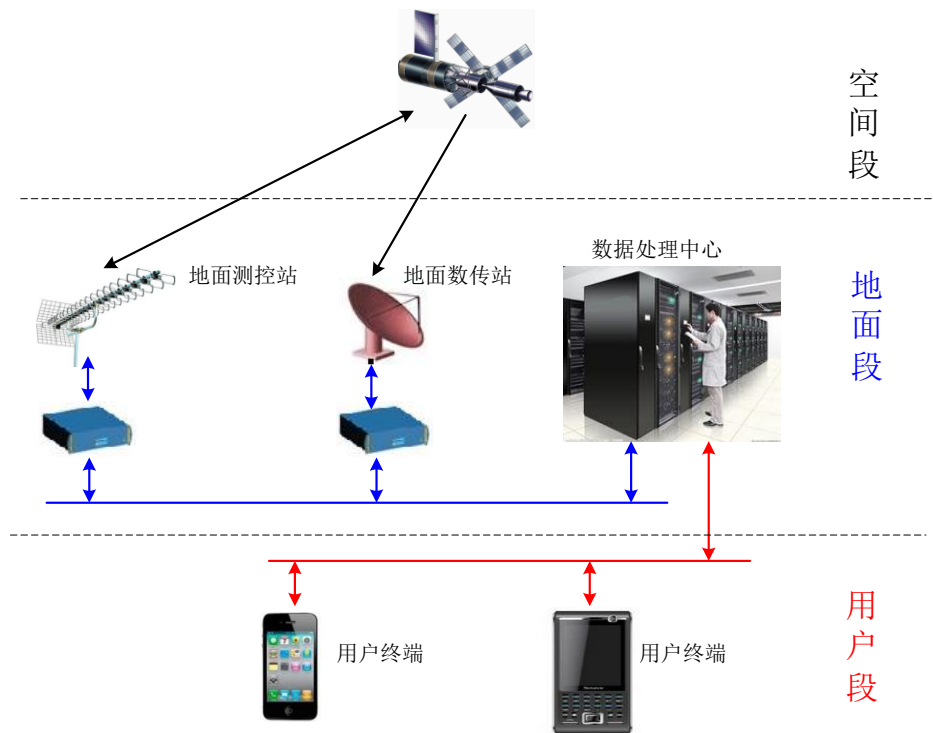 空间段
地面测控站
地面数传站
数据处理中心
地面段
用户终端
用户终端
用户段